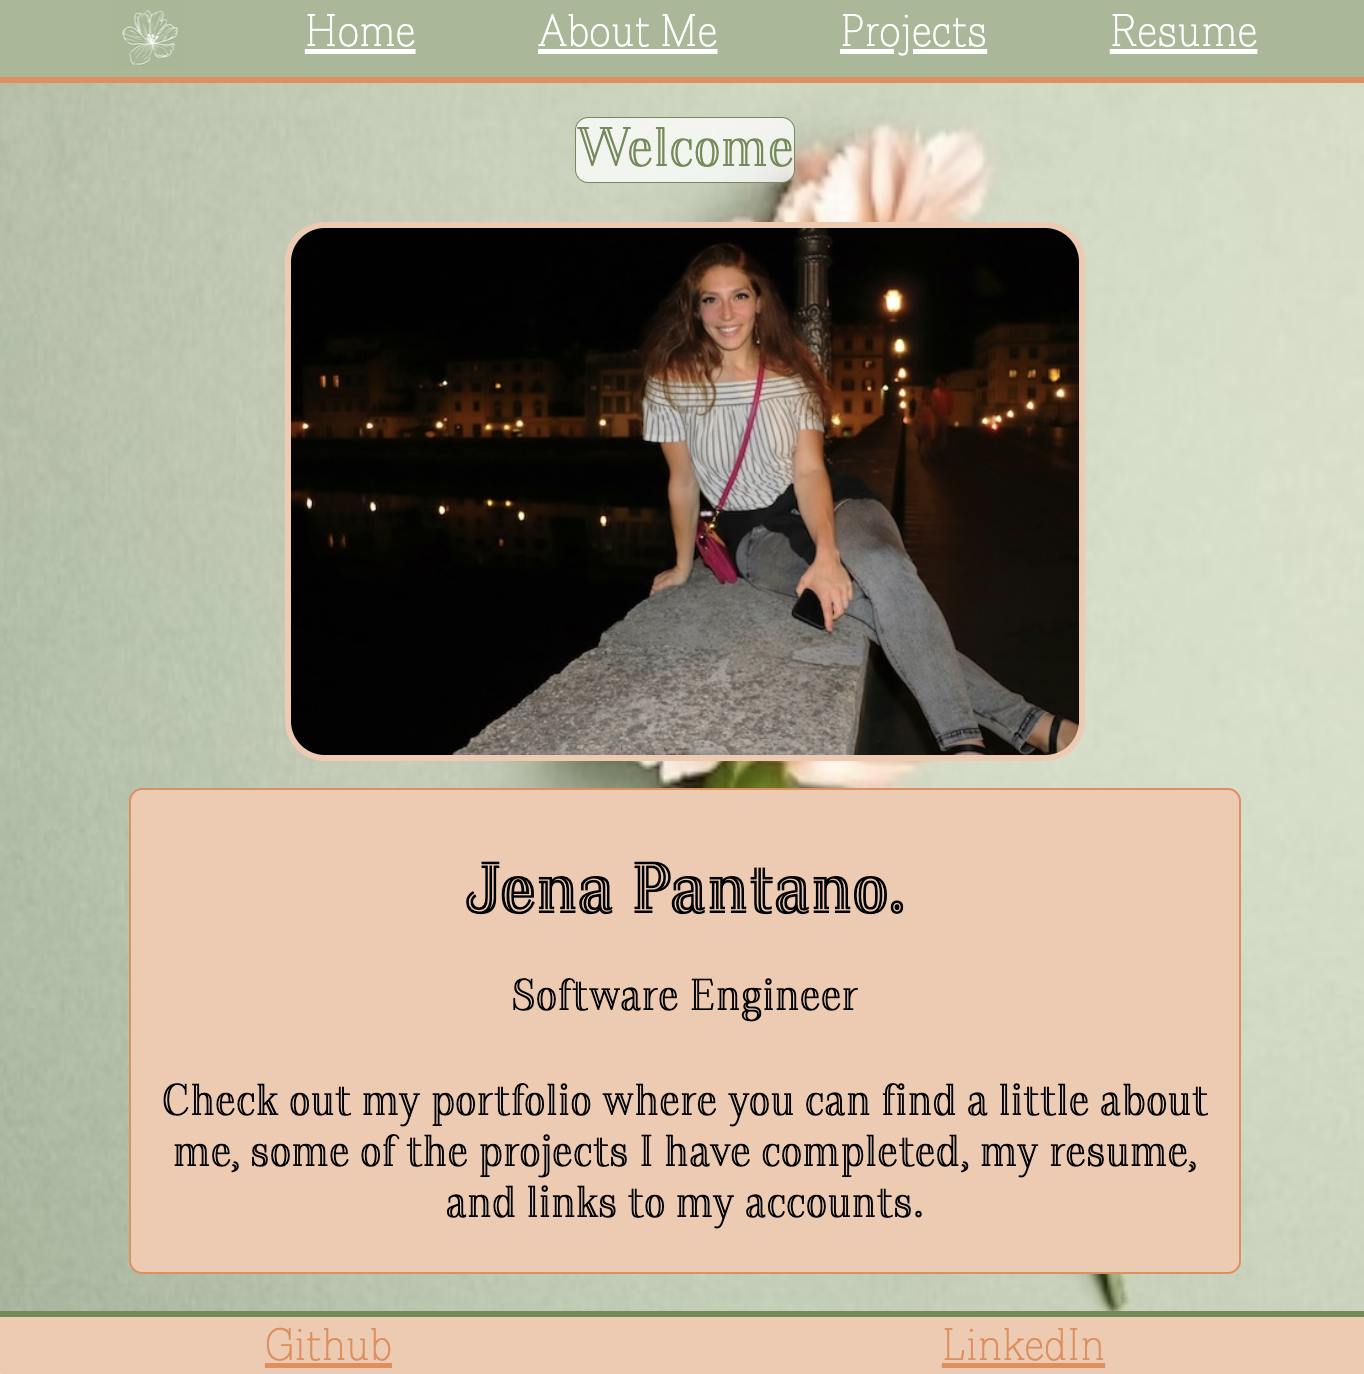 Home About Me Projects Resume
Welcome
Jena Pantano.
Software Engineer
Check out my portfolio where you can find a little about
me, some of the projects I have completed, my resume,
and links to my accounts.
Github LinkedIn